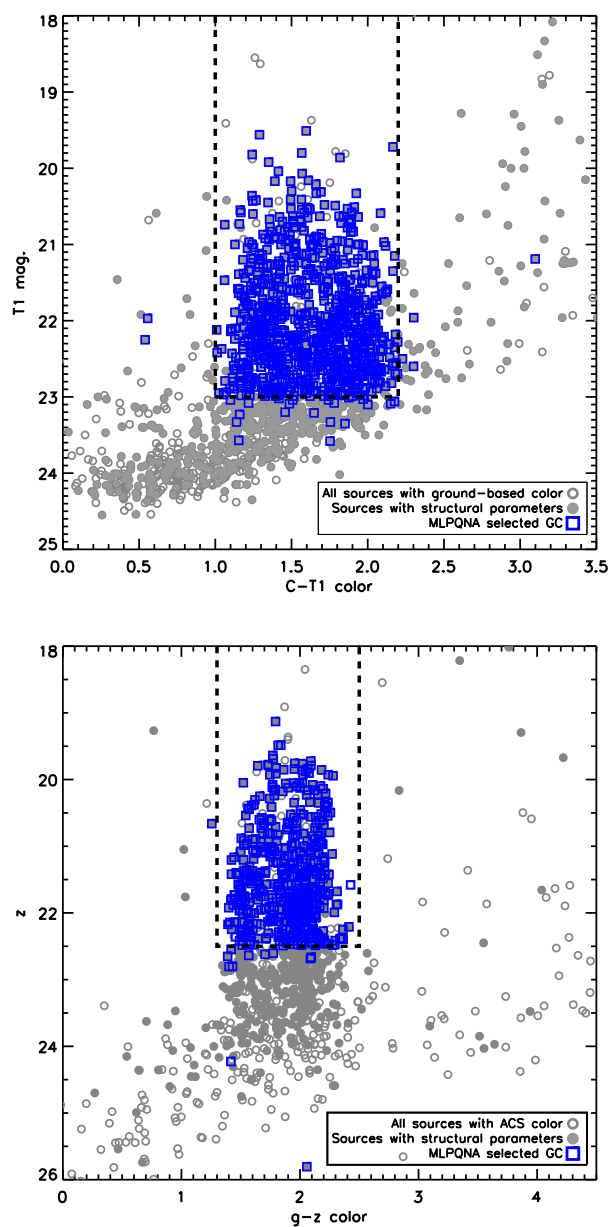 18
19
20
21
22
23
24
25
T1 mag.
All sources with ground-based color
Sources with structural parameters
MLPQNA selected GC
0.0 0.5 1.0 1.5 2.0 2.5 3.0 3.5
C-T1 color
18
20
22
24
26
z
All sources with ACS color
Sources with structural parameters
MLPQNA selected GC
0 1 2 3 4
g-z color